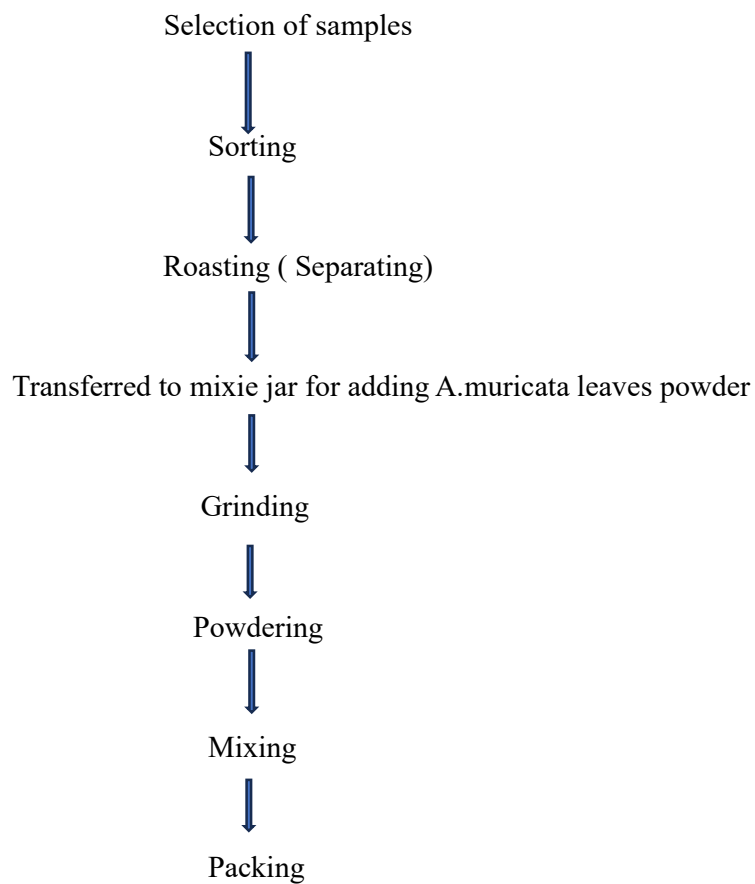 Selection of samples
Sorting
Roasting ( Separating)
Transferred to mixie jar for adding A.muricata leaves powder
Grinding
Powdering
Mixing
Packing